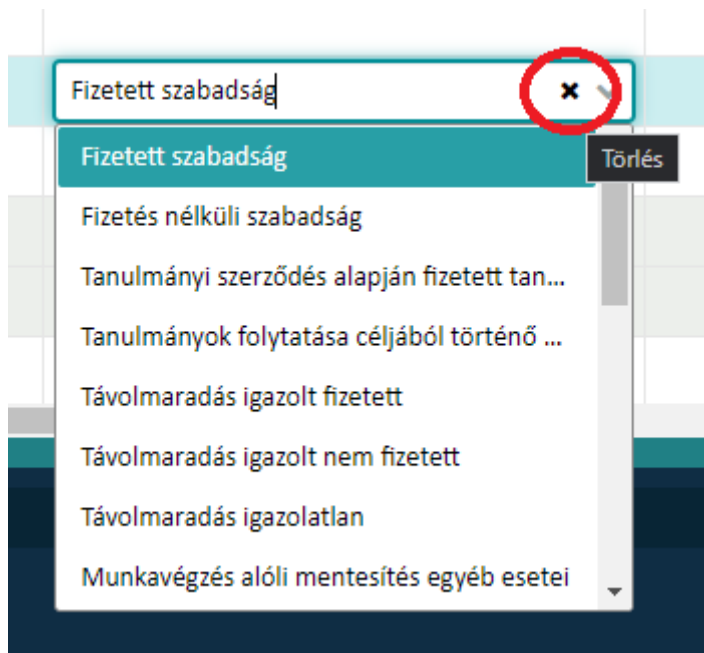 Fizetett szabadság
Fizetett szabadság
Törlés
Fizetés nélküli szabadság
Tanulmányi szerződés alapján fizetett tan...
Tanulmányok folytatása céljából történő ...
Távolmaradás igazolt fizetett
Távolmaradás igazolt nem fizetett
Távolmaradás igazolatlan
Munkavégzés alóli mentesítés egyéb esetei